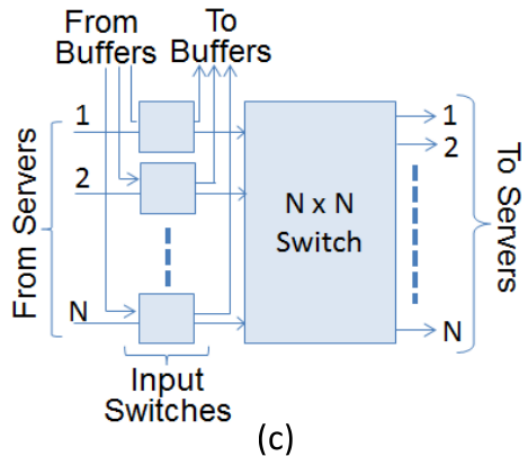 From
Buffers
To
Buffers
1
2
N
From Servers
N x N
Switch
1
2
N
To Servers
Input
Switches
(c)